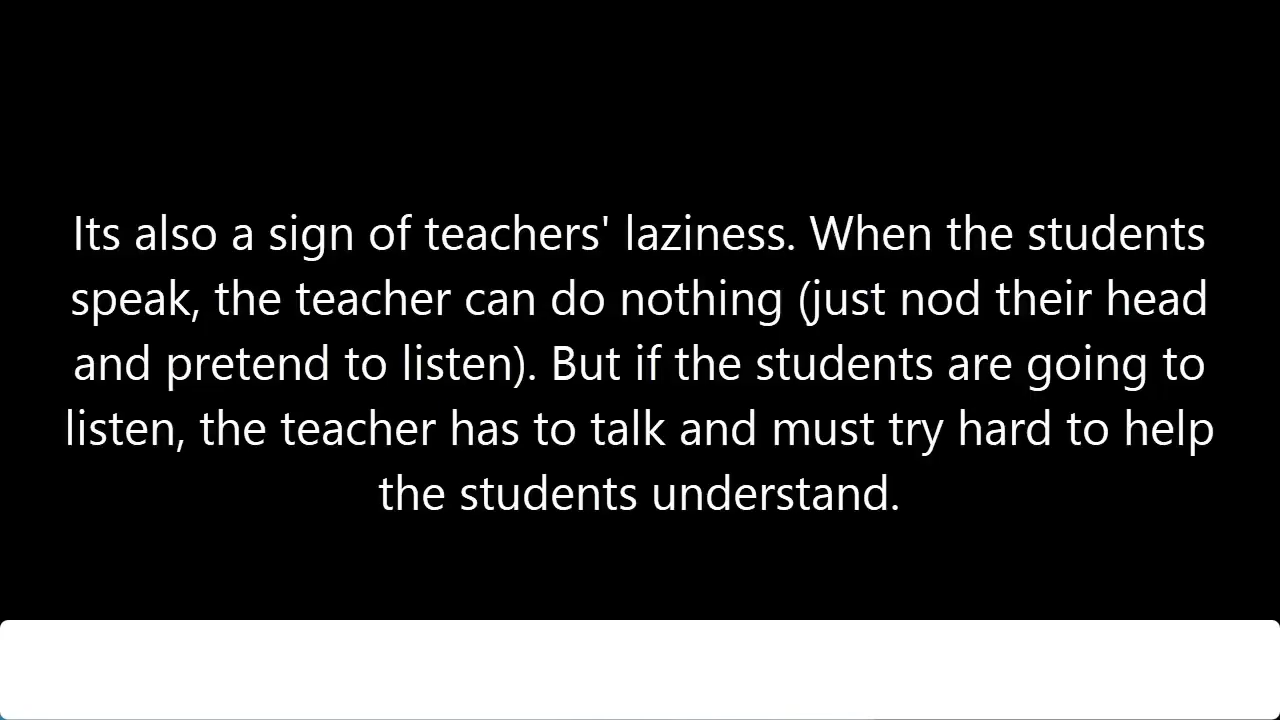 Its also a sign of teachers' laziness. When the students
speak, the teacher can do nothing (just nod their head
and pretend to listen). But if the students are going to
listen, the teacher has to talk and must try hard to help
the students understand.